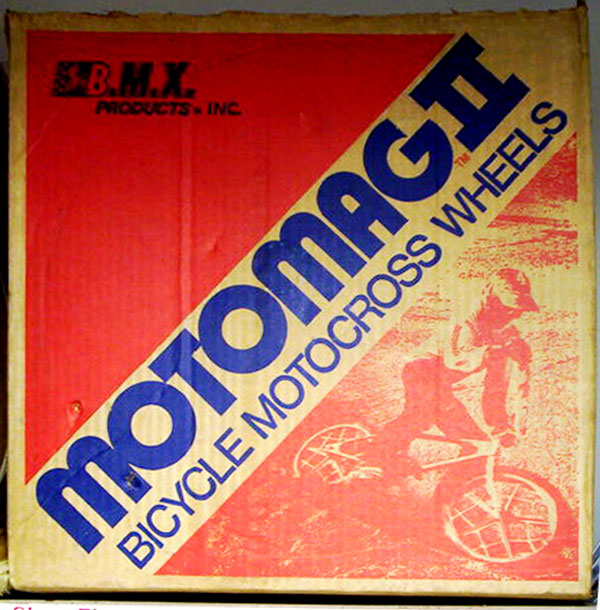 B.M.X.
PRODUCTS INC.
MOTOMAG II
TM
BICYCLE MOTOCROSS WHEELS